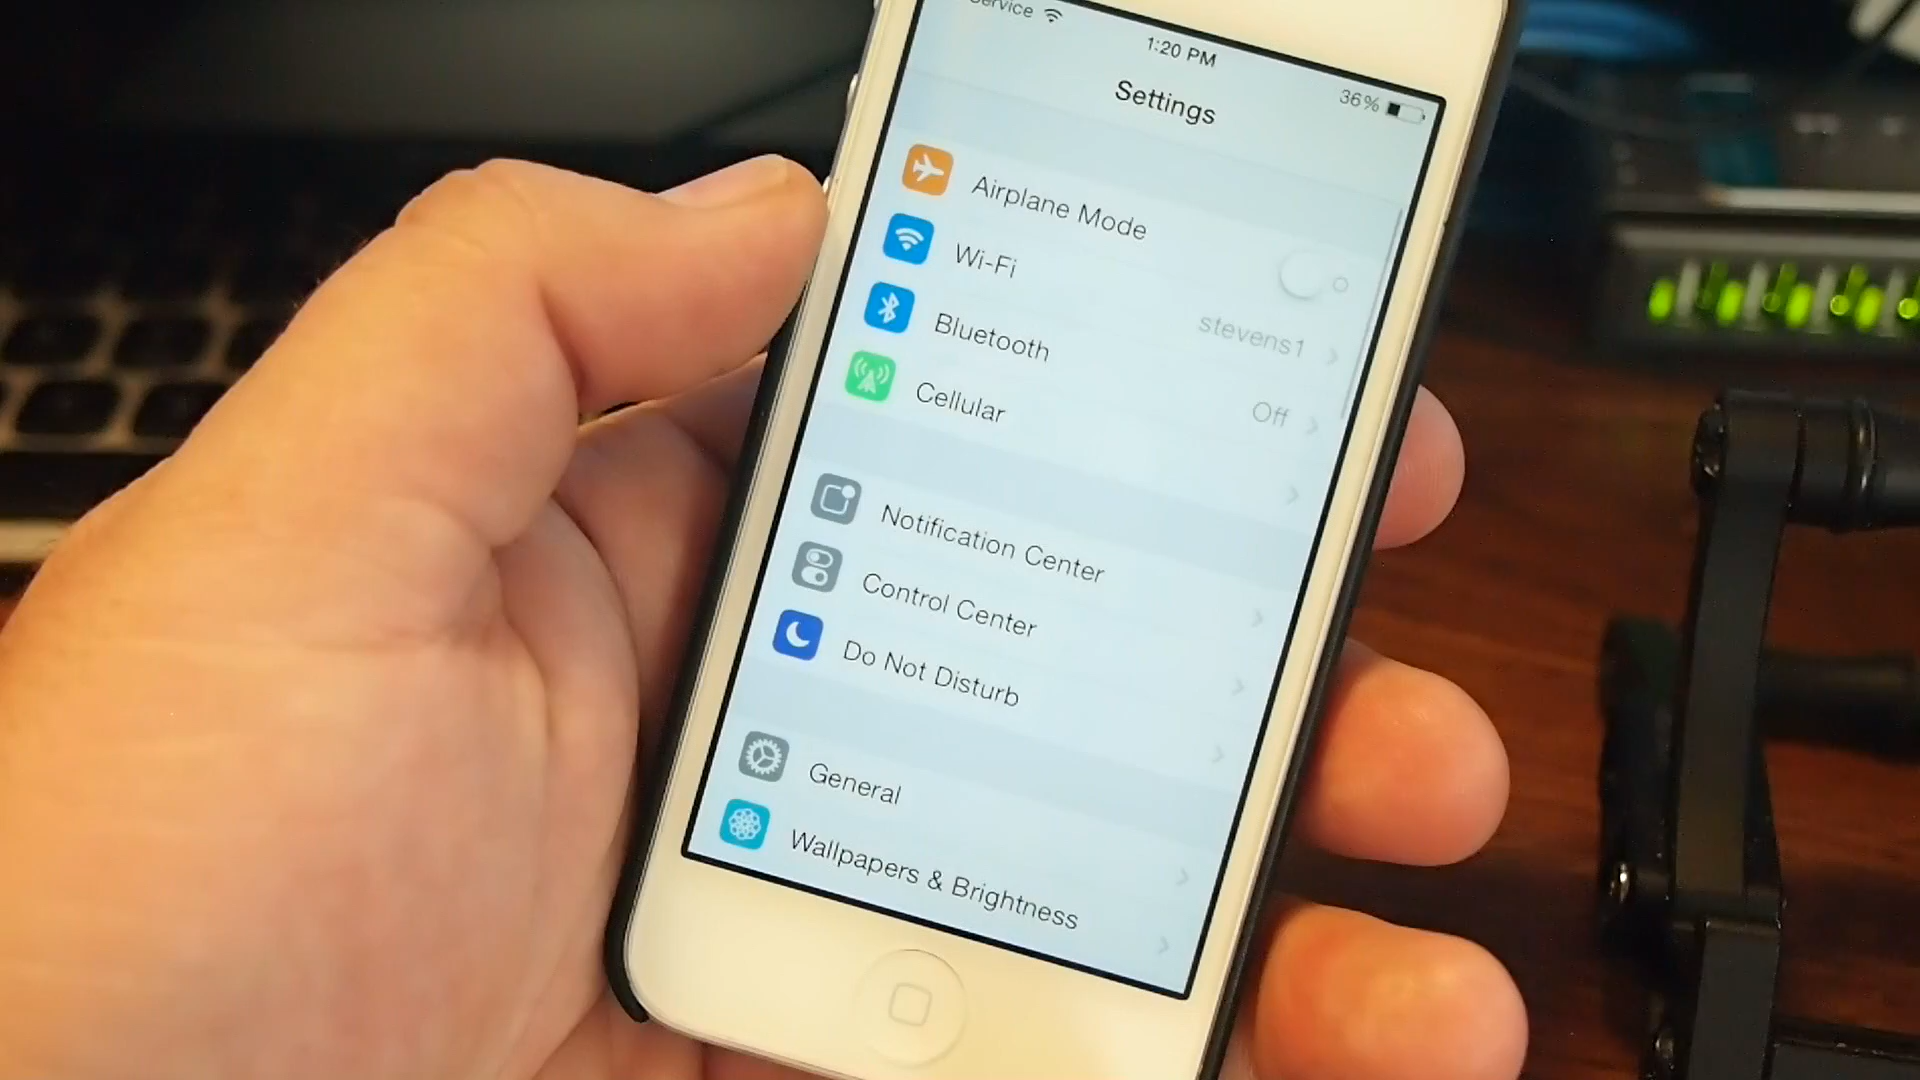 Service
1:20 PM
36%
Settings
Airplane Mode
Wi-Fi
stevens1
Bluetooth
Off
Cellular
Notification Center
Control Center
Do Not Disturb
General
Wallpapers & Brightness